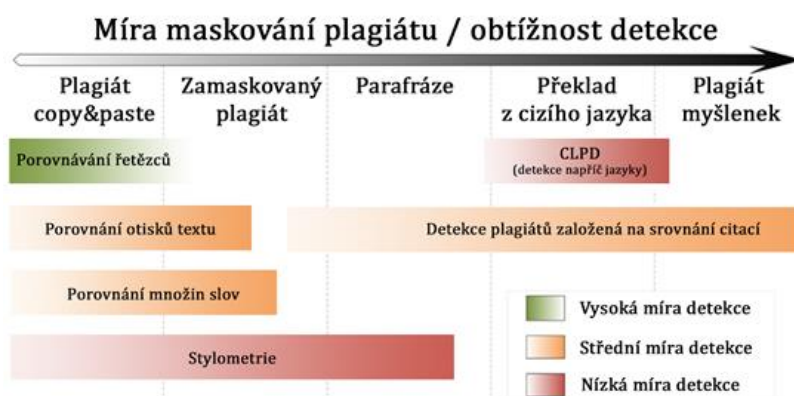 Míra maskování plagiátu / obtížnost detekce
Plagiát
copy&paste
Zamaskovaný
plagiát
Parafráze
Překlad
z cizího jazyka
Plagiát
myšlenek
Porovnávání řetězců
CLPD
(detekce napříč jazyky)
Porovnání otisků textu
Detekce plagiátů založená na srovnání citací
Porovnání množin slov
Stylometrie
Vysoká míra detekce
Střední míra detekce
Nízká míra detekce